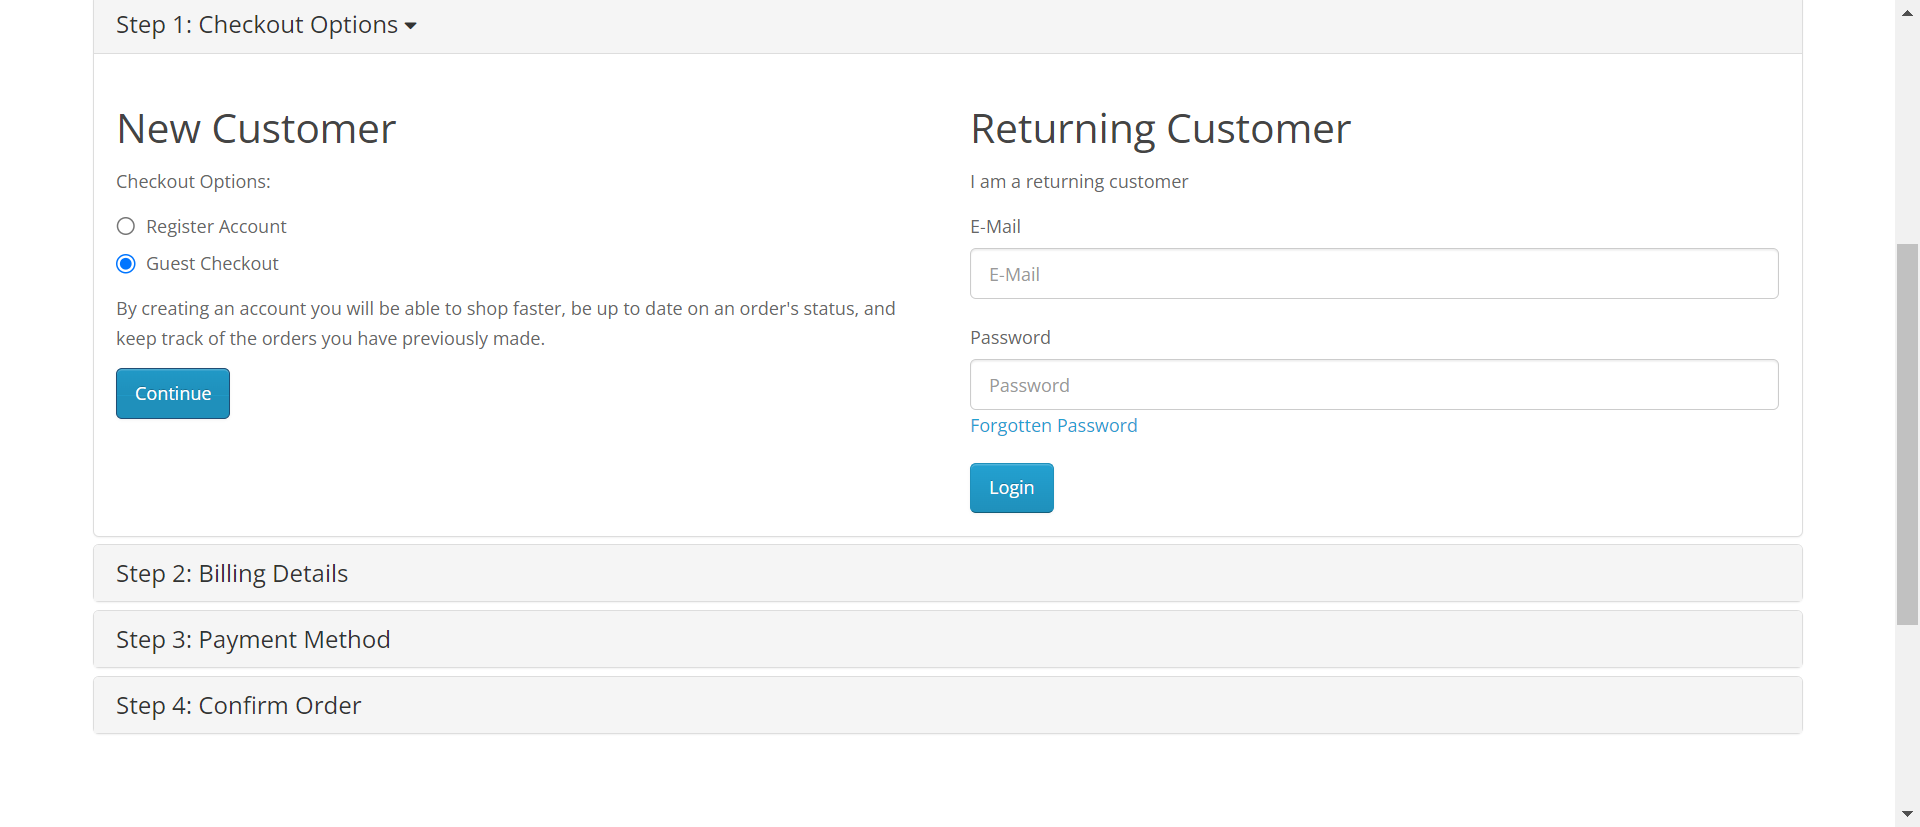 Step 1: Checkout Options
New Customer
Checkout Options:
Register Account
Guest Checkout
By creating an account you will be able to shop faster, be up to date on an order's status, and
keep track of the orders you have previously made.
Continue
Returning Customer
I am a returning customer
E-Mail
E-Mail
Password
Password
Forgotten Password
Login
Step 2: Billing Details
Step 3: Payment Method
Step 4: Confirm Order